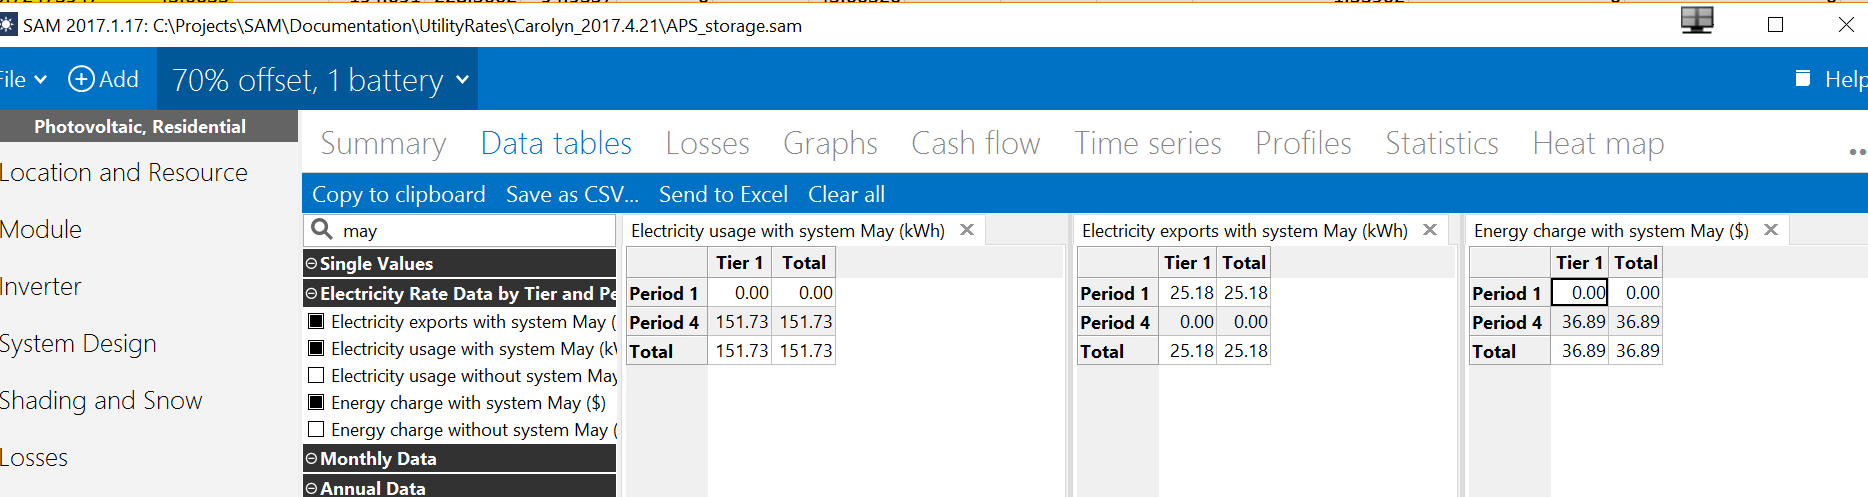 SAM 2017.1.17: C:\Projects\SAM\Documentation\UtilityRates\Carolyn_2017.4.21\APS_storage.sam
File Add 70% offset, 1 battery Help
Photovoltaic, Residential
Location and Resource
Module
Inverter
System Design
Shading and Snow
Losses
Summary Data tables Losses Graphs Cash flow Time series Profiles Statistics Heat map ..
Copy to clipboard Save as CSV... Send to Excel Clear all
may
Single Values
Electricity Rate Data by Tier and Pe
Electricity exports with system May (
Electricity usage with system May (k
Electricity usage without system May
Energy charge with system May ($)
Energy charge without system May (
Monthly Data
Annual Data
Electricity usage with system May (kWh)
Tier 1 Total
Period 1 0.00 0.00
Period 4 151.73 151.73
Total 151.73 151.73
Electricity exports with system May (kWh)
Tier 1 Total
Period 1 25.18 25.18
Period 4 0.00 0.00
Total 25.18 25.18
Energy charge with system May ($)
Tier 1 Total
Period 1 0.00 0.00
Period 4 36.89 36.89
Total 36.89 36.89